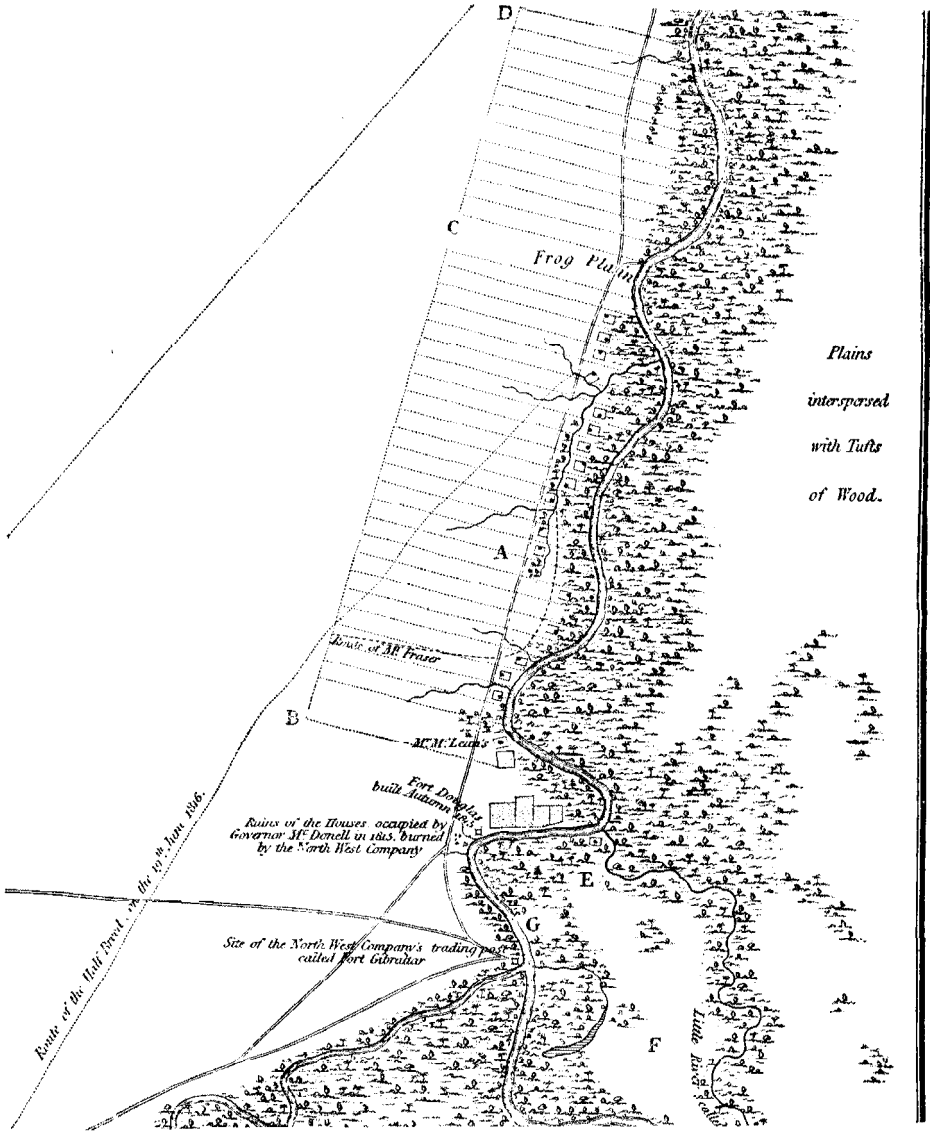 D
C
Frog Plain
Plains
interspersed
with Tufts
of Wood.
A
Route of Mr. Fraser
B
Mr. McLean's
Fort Douglas
built Autumn
Ruins of the Houses occupied by
Governor Mc Donell in 1815, burned
by the North West Company
E
G
Site of the North West Company's trading post
called Fort Gibraltar
Route of the Half Breed on the 19th June 1816.
F
Little River